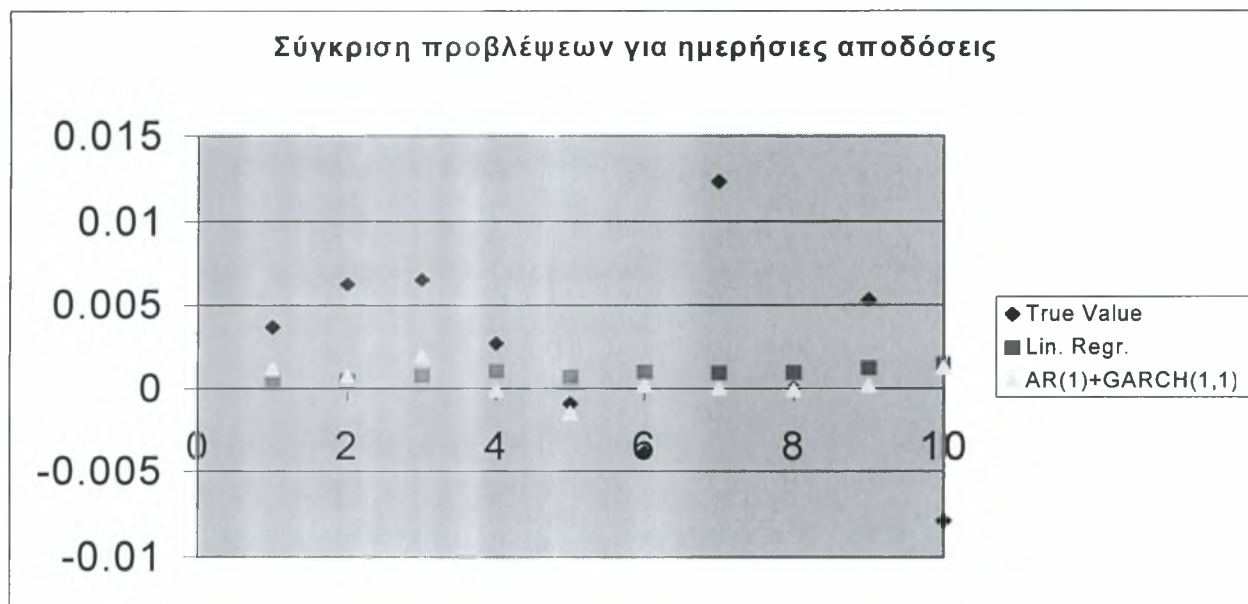 Σύγκριση προβλέψεων για ημερήσιες αποδόσεις
0.015
0.01
0.005
0
-0.005
-0.01
0 2 4 6 8 10
True Value
Lin. Regr.
AR(1)+GARCH(1,1)